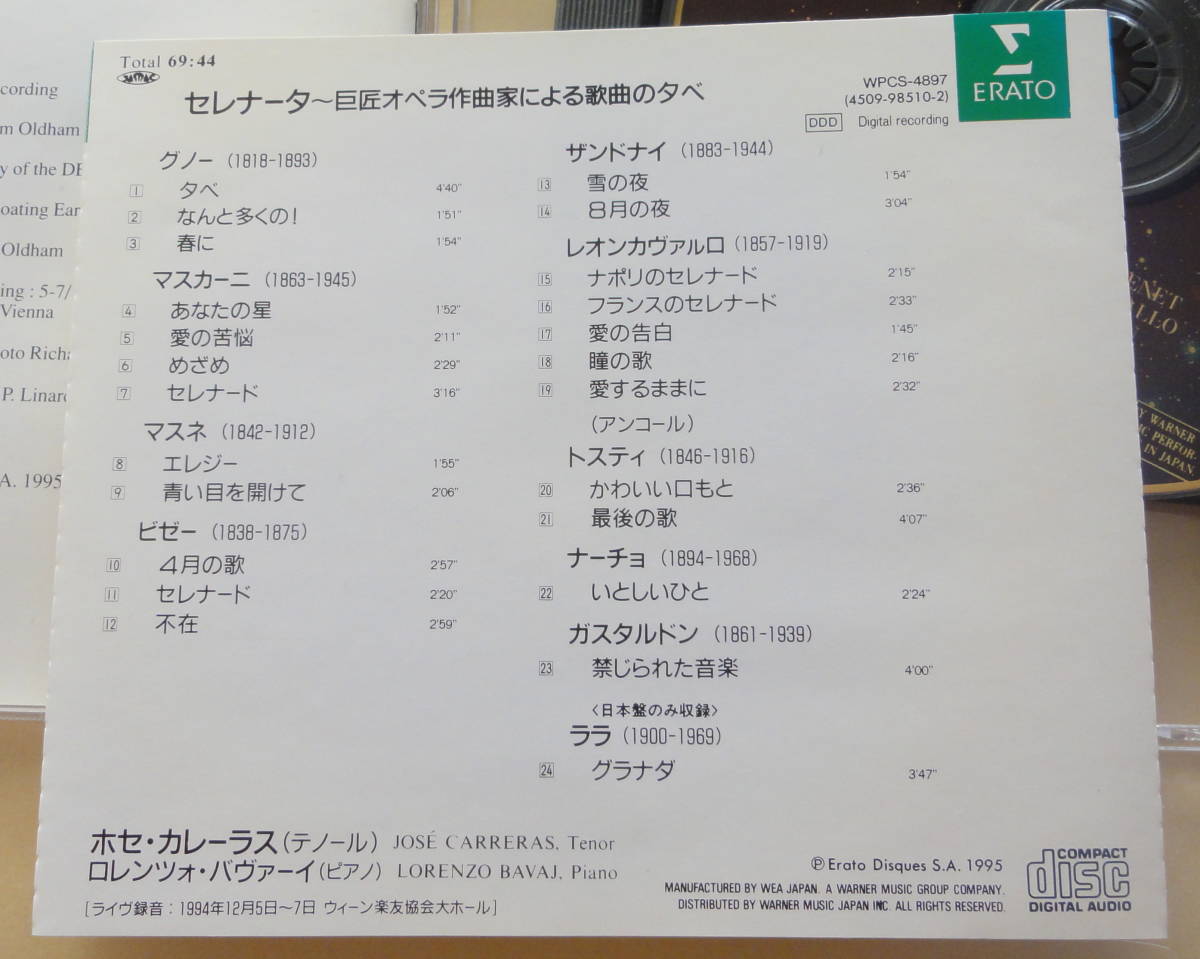 Total 69:44
セレナータ～巨匠オペラ作曲家による歌曲の夕べ
WPCS-4897
(4509-98510-2)
DDD Digital recording
ERATO
グノー (1818-1893)
1 夕べ 4'40"
2 なんと多くの! 1'51"
3 春に 1'54"
マスカーニ (1863-1945)
4 あなたの星 1'52"
5 愛の苦悩 2'11"
6 めざめ 2'29"
7 セレナード 3'16"
マスネ (1842-1912)
8 エレジー 1'55"
9 青い目を開けて 2'06"
ビゼー (1838-1875)
10 4月の歌 2'57"
11 セレナード 2'20"
12 不在 2'59"
ザンドナイ (1883-1944)
13 雪の夜 1'54"
14 8月の夜 3'04"
レオンカヴァルロ (1857-1919)
15 ナポリのセレナード 2'15"
16 フランスのセレナード 2'33"
17 愛の告白 1'45"
18 瞳の歌 2'16"
19 愛するままに 2'32"
(アンコール)
トスティ (1846-1916)
20 かわいい口もと 2'36"
21 最後の歌 4'07"
ナーチョ (1894-1968)
22 いとしいひと 2'24"
ガスタルドン (1861-1939)
23 禁じられた音楽 4'00"
〈日本盤のみ収録〉
ララ (1900-1969)
24 グラナダ 3'47"
ホセ・カレーラス(テノール) JOSÉ CARRERAS, Tenor
ロレンツォ・バヴァーイ(ピアノ) LORENZO BAVAJ, Piano
[ライヴ録音：1994年12月5日〜7日 ウィーン楽友協会大ホール]
Ⓟ Erato Disques S.A. 1995
MANUFACTURED BY WEA JAPAN. A WARNER MUSIC GROUP COMPANY.
DISTRIBUTED BY WARNER MUSIC JAPAN INC. ALL RIGHTS RESERVED.
COMPACT
disc
DIGITAL AUDIO
cording
m Oldham
y of the DE
oating Ear
Oldham
ing : 5-7/
Vienna
oto Richa
P. Linard
A. 1995
ENET
LLO
Y WARNER
IC PERFOR-
IN JAPAN.